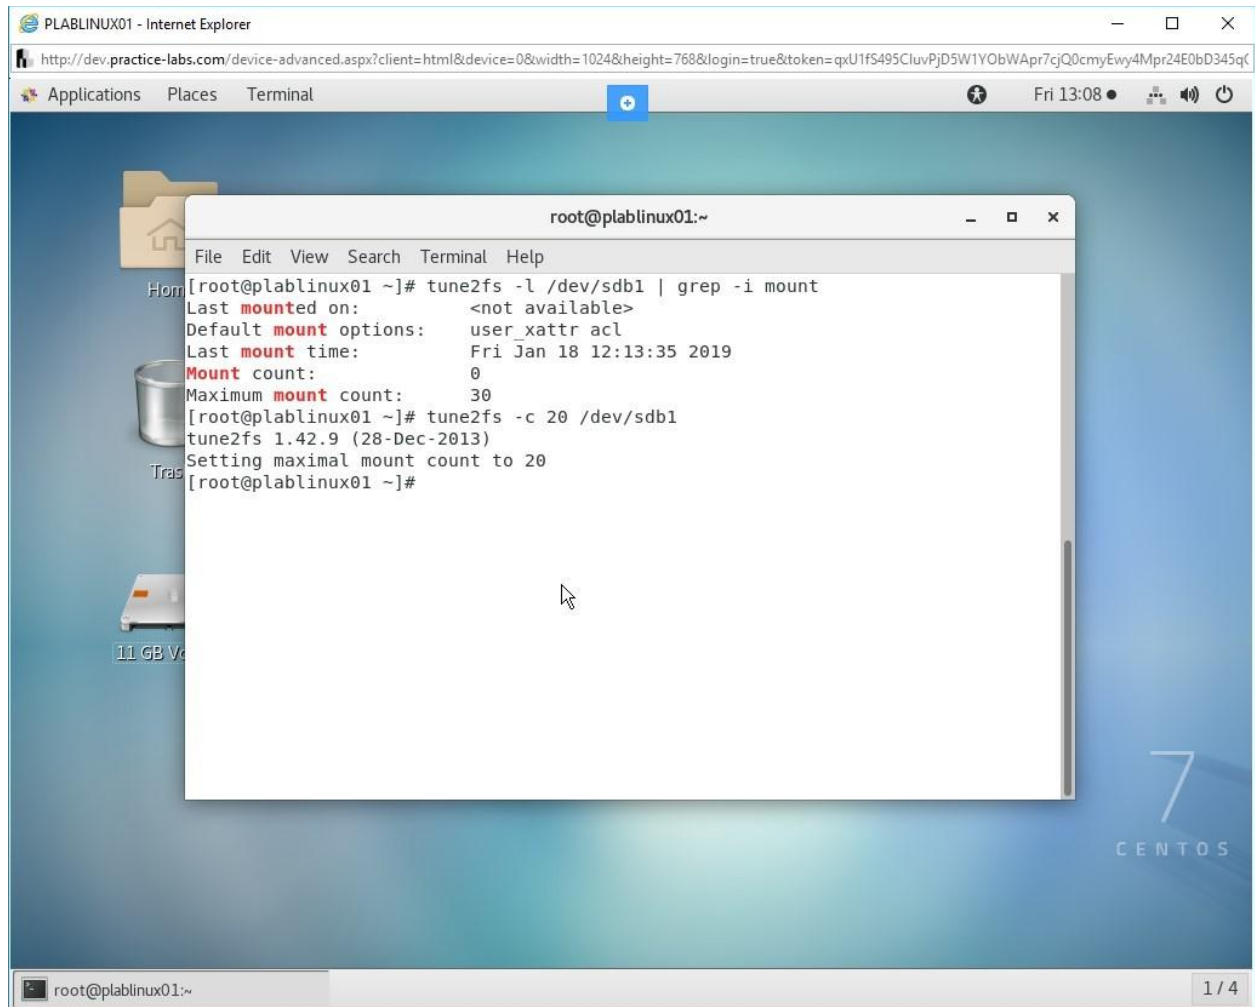 PLABLINUX01 - Internet Explorer
http://dev.practice-labs.com/device-advanced.aspx?client=html&device=0&width=1024&height=768&login=true&token=
Applications Places Terminal Fri 13:08
root@plablinux01:~
File Edit View Search Terminal Help
[root@plablinux01 ~]# tune2fs -l /dev/sdb1 | grep -i mount
Last mounted on: <not available>
Default mount options: user_xattr acl
Last mount time: Fri Jan 18 12:13:35 2019
Mount count: 0
Maximum mount count: 30
[root@plablinux01 ~]# tune2fs -c 20 /dev/sdb1
tune2fs 1.42.9 (28-Dec-2013)
Setting maximal mount count to 20
[root@plablinux01 ~]#
Hom
Tras
11 GB Vo
7
CENTOS
root@plablinux01:~ 1 / 4